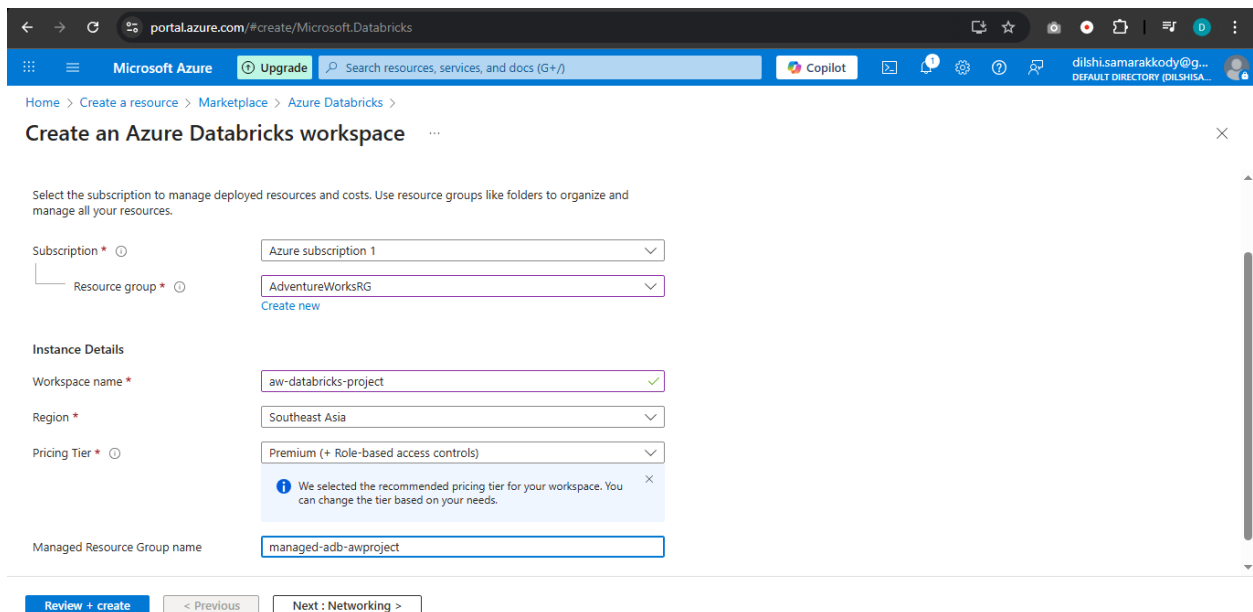 portal.azure.com/#create/Microsoft.Databricks
D
Microsoft Azure
Upgrade
Search resources, services, and docs (G+/)
Copilot
1
dilshi.samarakkody@g...
DEFAULT DIRECTORY (DILSHISA...
Home > Create a resource > Marketplace > Azure Databricks >
Create an Azure Databricks workspace ...
Select the subscription to manage deployed resources and costs. Use resource groups like folders to organize and
manage all your resources.
Subscription *
Azure subscription 1
Resource group *
AdventureWorksRG
Create new
Instance Details
Workspace name *
aw-databricks-project
Region *
Southeast Asia
Pricing Tier *
Premium (+ Role-based access controls)
We selected the recommended pricing tier for your workspace. You
can change the tier based on your needs.
Managed Resource Group name
managed-adb-awproject
Review + create
< Previous
Next : Networking >